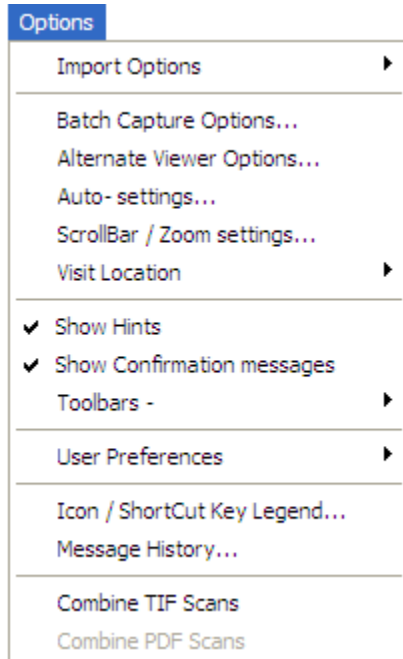 Options
Import Options
Batch Capture Options...
Alternate Viewer Options...
Auto- settings...
ScrollBar / Zoom settings...
Visit Location
Show Hints
Show Confirmation messages
Toolbars -
User Preferences
Icon / ShortCut Key Legend...
Message History...
Combine TIF Scans
Combine PDF Scans